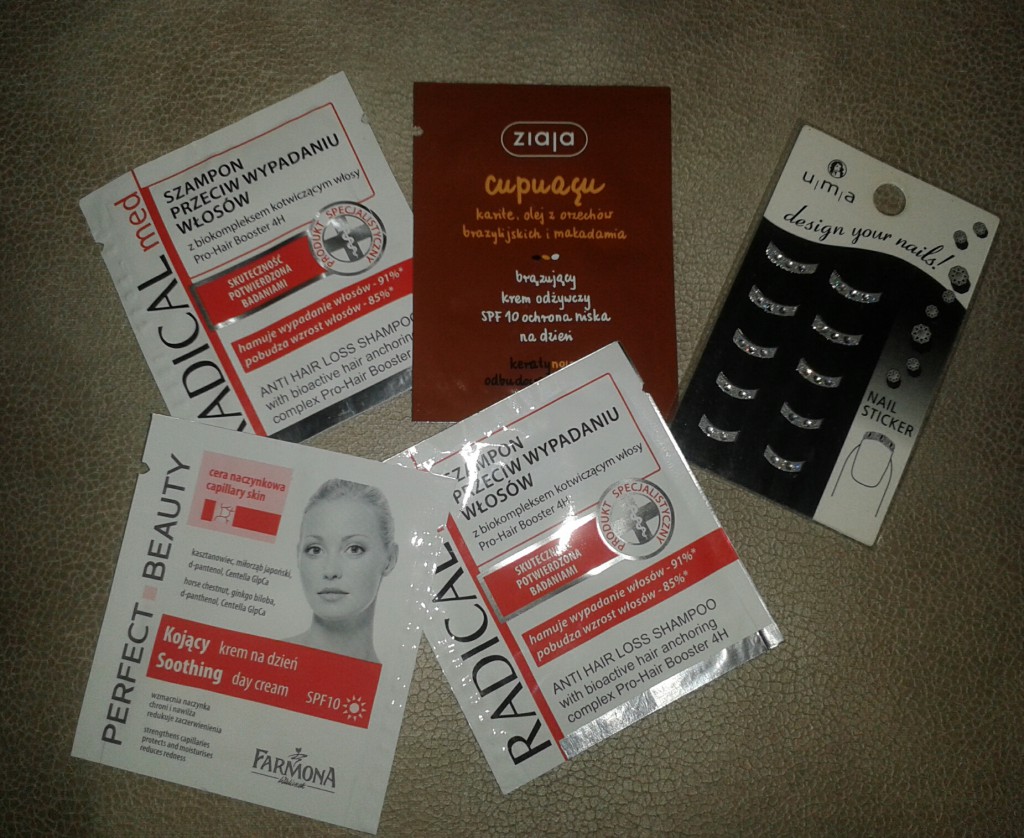 RADICAL med
SZAMPON
PRZECIW WYPADANIU
WŁOSÓW
z biokompleksem kotwiczącym włosy
Pro-Hair Booster 4H
PRODUKT SPECJALISTYCZNY
SKUTECZNOŚĆ
POTWIERDZONA
BADANIAMI
hamuje wypadanie włosów - 91%*
pobudza wzrost włosów - 85%*
ANTI HAIR LOSS SHAMPOO
with bioactive hair anchoring
complex Pro-Hair Booster
ziaja
cupuaçu
karite, olej z orzechów
brazylijskich i makadamia
brązujący
krem odżywczy
SPF 10 ochrona niska
na dzień
uma
design your nails!
NAIL
STICKER
PERFECT BEAUTY
cera naczynkowa
capillary skin
kasztanowiec, miłorząb japoński,
d-pantenol, Centella GlpCa
horse chestnut, ginkgo biloba,
d-panthenol, Centella GlpCa
Kojący krem na dzień
Soothing day cream
SPF10
wzmacnia naczynka
chroni i nawilża
redukuje zaczerwienienia
strengthens capillaries
protects and moisturises
reduces redness
FARMONA
RADICAL
SZAMPON
PRZECIW WYPADANIU
WŁOSÓW
z biokompleksem kotwiczącym włosy
Pro-Hair Booster 4H
PRODUKT SPECJALISTYCZNY
SKUTECZNOŚĆ
POTWIERDZONA
BADANIAMI
hamuje wypadanie włosów - 91%*
pobudza wzrost włosów - 85%*
ANTI HAIR LOSS SHAMPOO
with bioactive hair anchoring
complex Pro-Hair Booster 4H